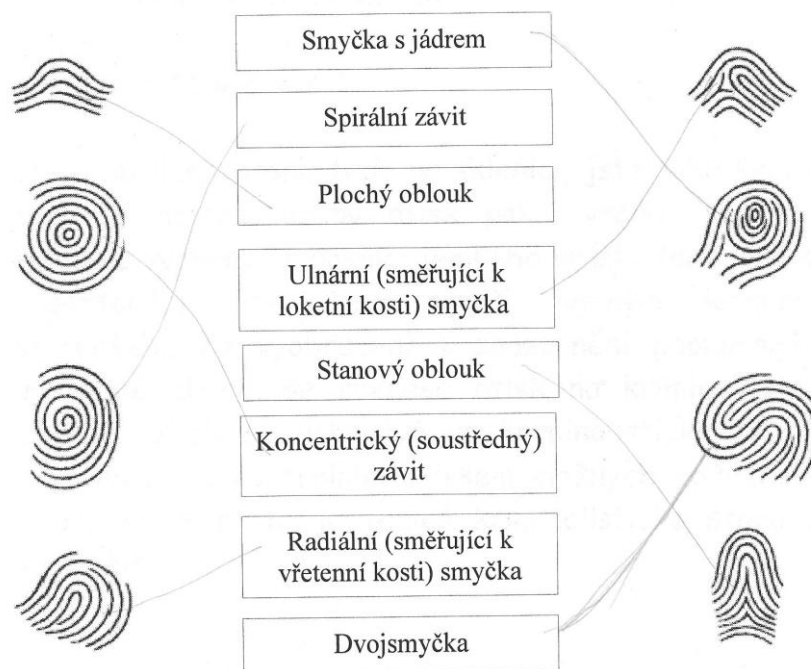 Smyčka s jádrem
Spirální závit
Plochý oblouk
Ulnární (směřující k
loketní kosti) smyčka
Stanový oblouk
Koncentrický (soustředný)
závit
Radiální (směřující k
vřetenní kosti) smyčka
Dvojsmyčka